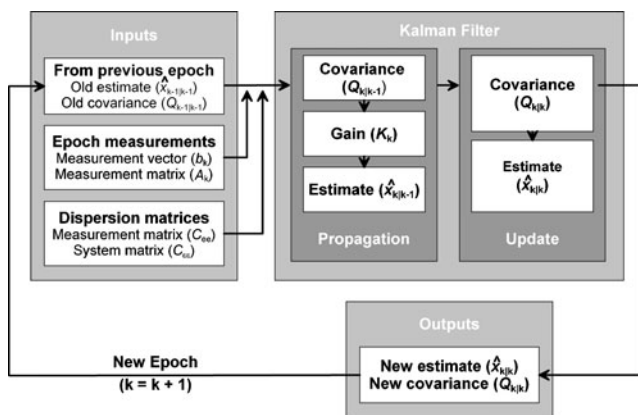 Inputs
From previous epoch
Old estimate (x̂k-1|k-1)
Old covariance (Qk-1|k-1)
Epoch measurements
Measurement vector (bk)
Measurement matrix (Ak)
Dispersion matrices
Measurement matrix (Cee)
System matrix (Cεε)
Kalman Filter
Covariance
(Qk|k-1)
Gain (Kk)
Estimate (x̂k|k-1)
Propagation
Covariance
(Qk|k)
Estimate
(x̂k|k)
Update
Outputs
New estimate (x̂k|k)
New covariance (Qk|k)
New Epoch
(k = k + 1)